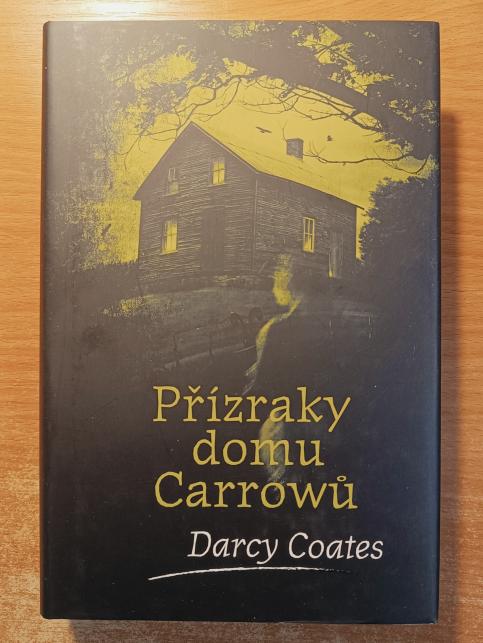 Přízraky
domu
Carrowů
Darcy Coates